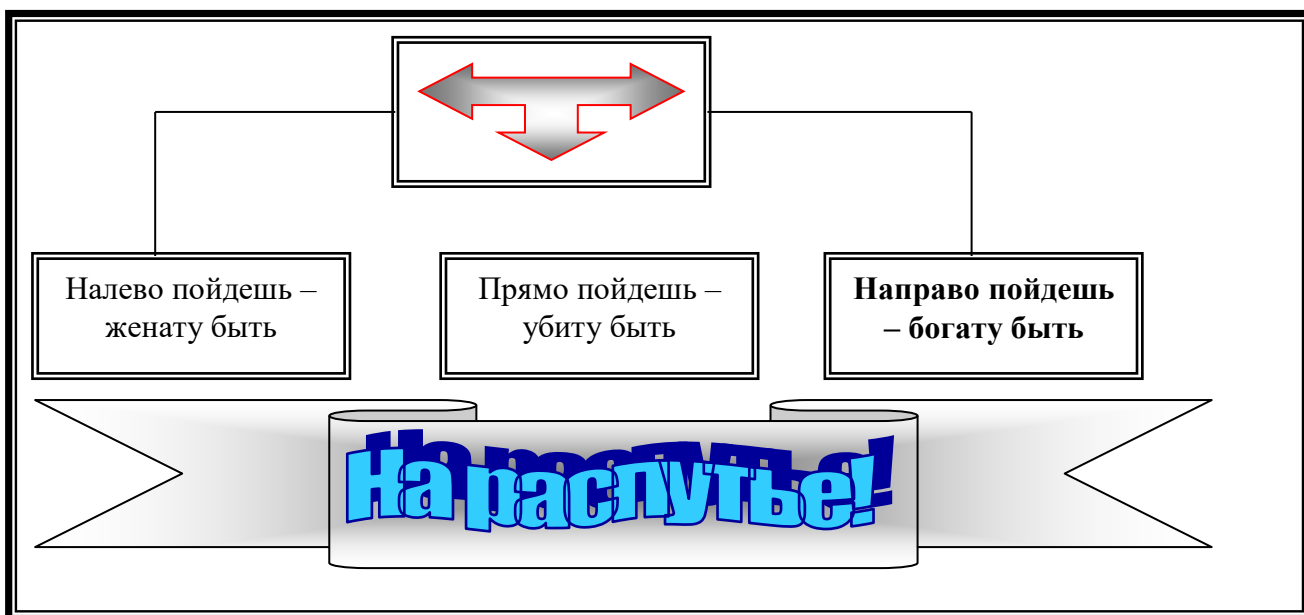 Налево пойдешь –
женату быть
Прямо пойдешь –
убиту быть
Направо пойдешь
– богату быть
На распутье!